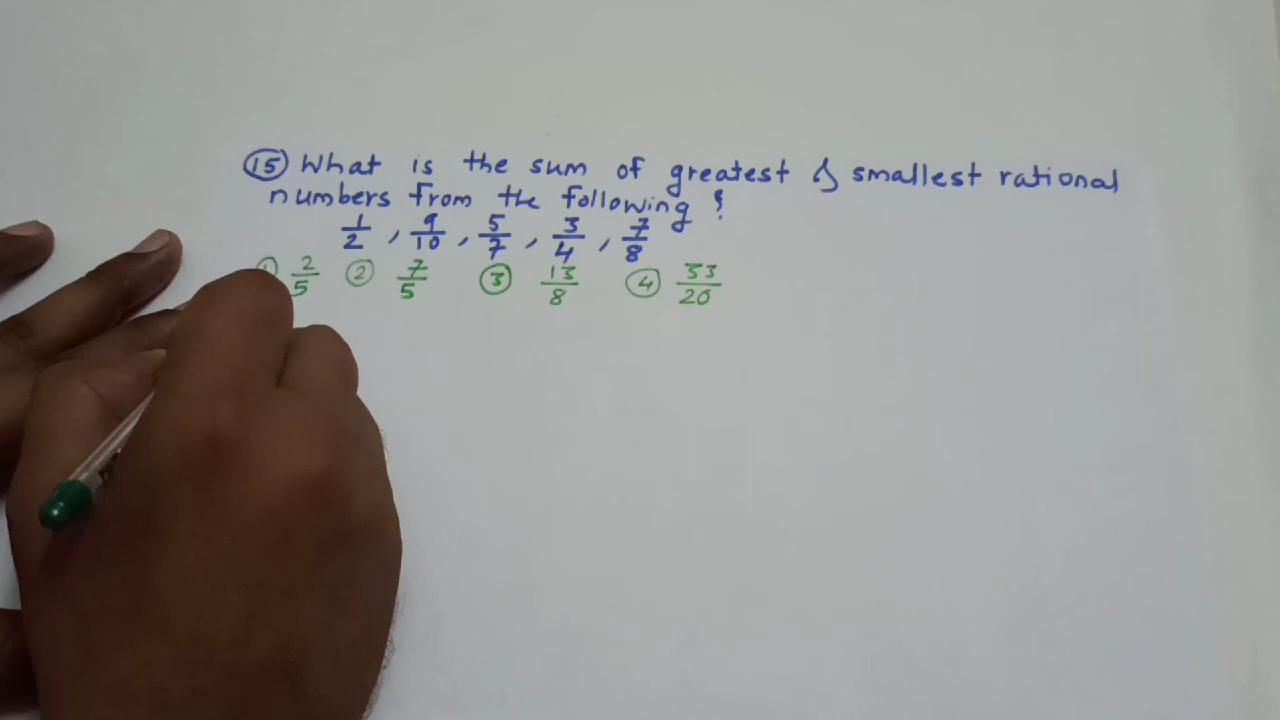 15 What is the sum of greatest & smallest rational
numbers from the following ?
1/2 , 9/10 , 5/7 , 3/4 , 7/8
2/5 2 7/5 3 13/8 4 33/20